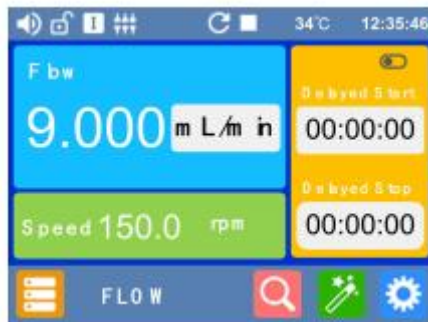 I 34℃ 12:35:46
Flow
9.000 mL/min
Speed 150.0 rpm
Delayed Start
00:00:00
Delayed Stop
00:00:00
FLOW